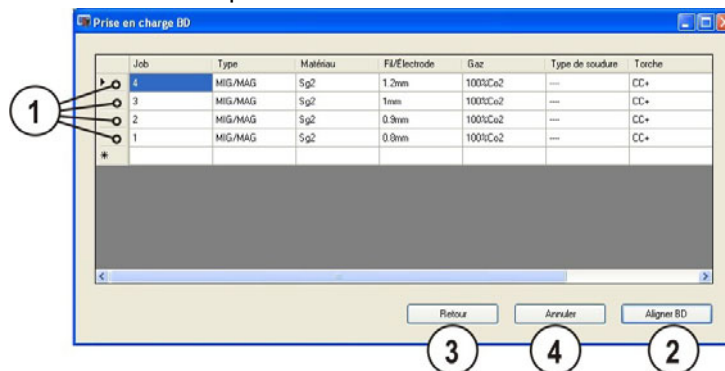 Prise en charge BD
Job Type Matériau Fil/Électrode Gaz Type de soudure Torche
4 MIG/MAG Sg2 1.2mm 100%Co2 ---- CC+
3 MIG/MAG Sg2 1mm 100%Co2 ---- CC+
2 MIG/MAG Sg2 0.9mm 100%Co2 ---- CC+
1 MIG/MAG Sg2 0.8mm 100%Co2 ---- CC+
*
1
Retour Annuler Aligner BD
3 4 2